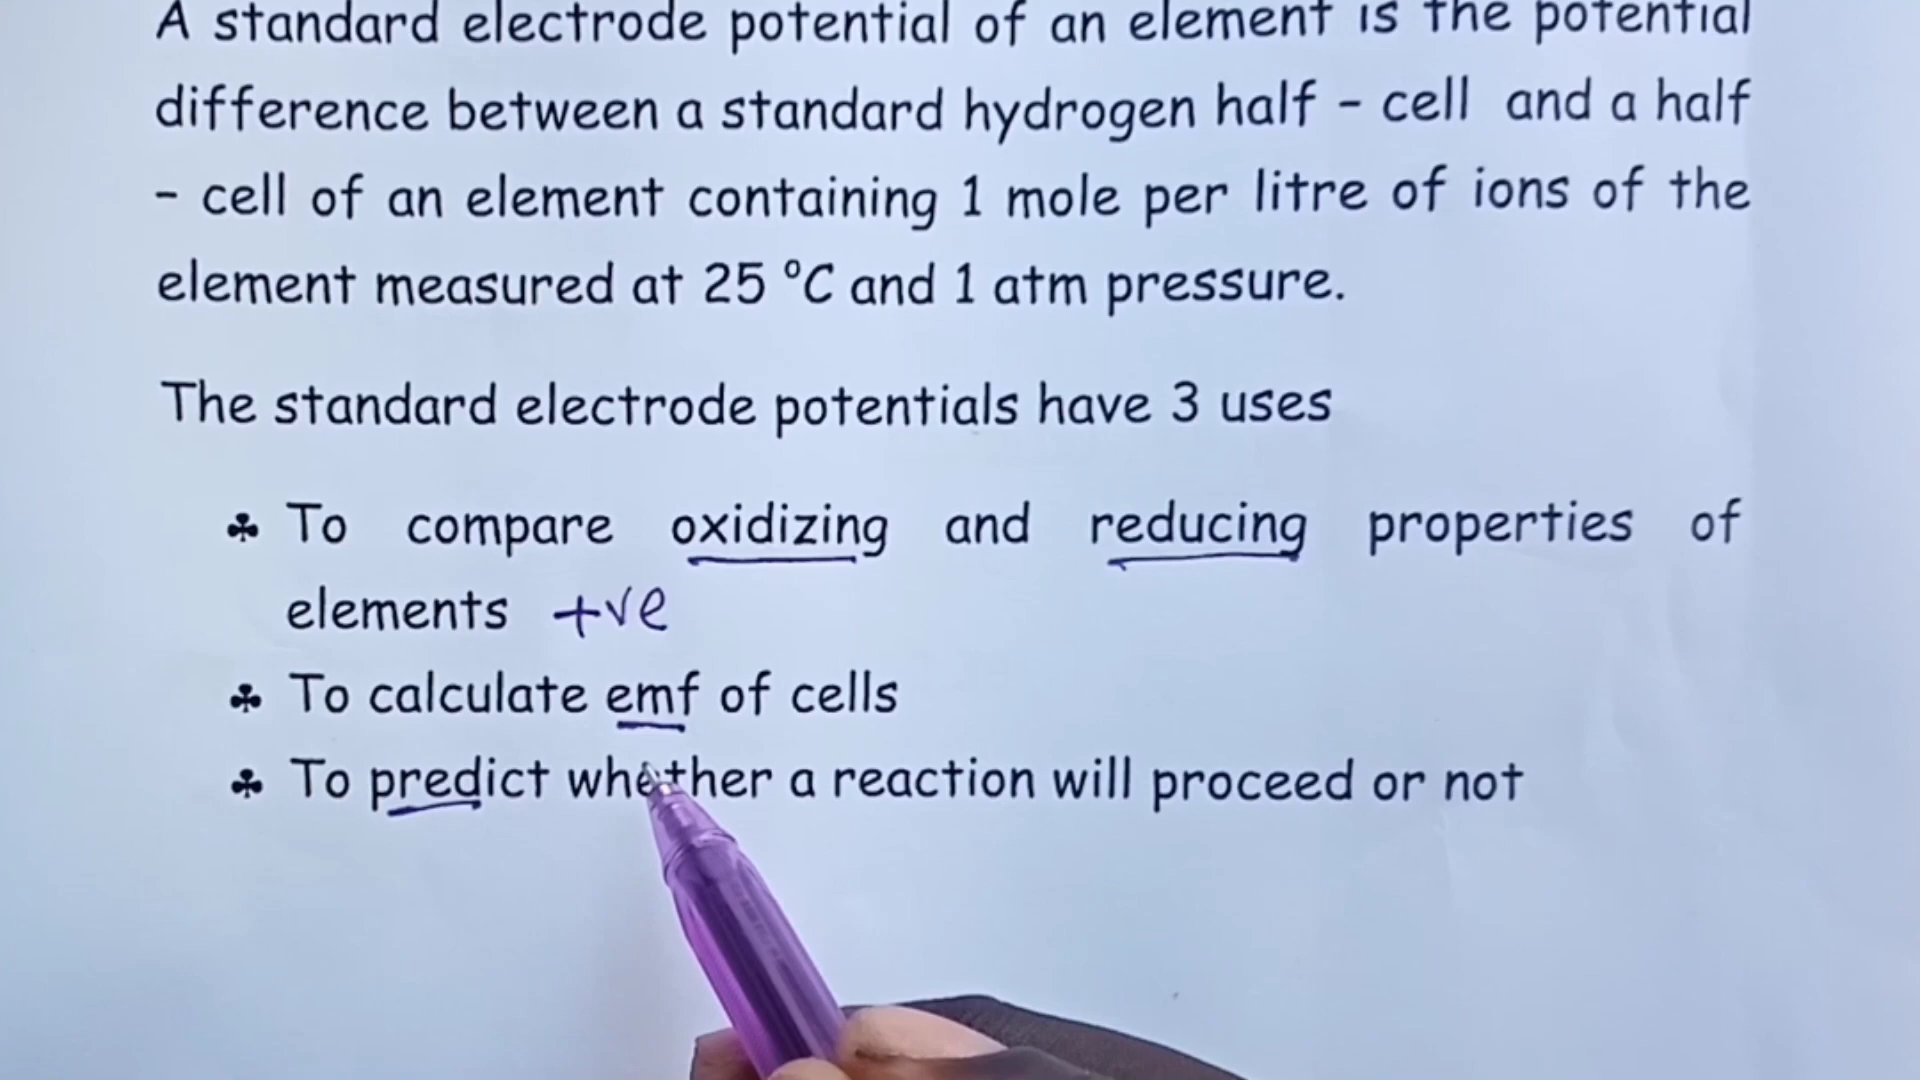 A standard electrode potential of an element is the potential
difference between a standard hydrogen half - cell and a half
- cell of an element containing 1 mole per litre of ions of the
element measured at 25 °C and 1 atm pressure.
The standard electrode potentials have 3 uses
♣ To compare oxidizing and reducing properties of
elements +ve
♣ To calculate emf of cells
♣ To predict whether a reaction will proceed or not